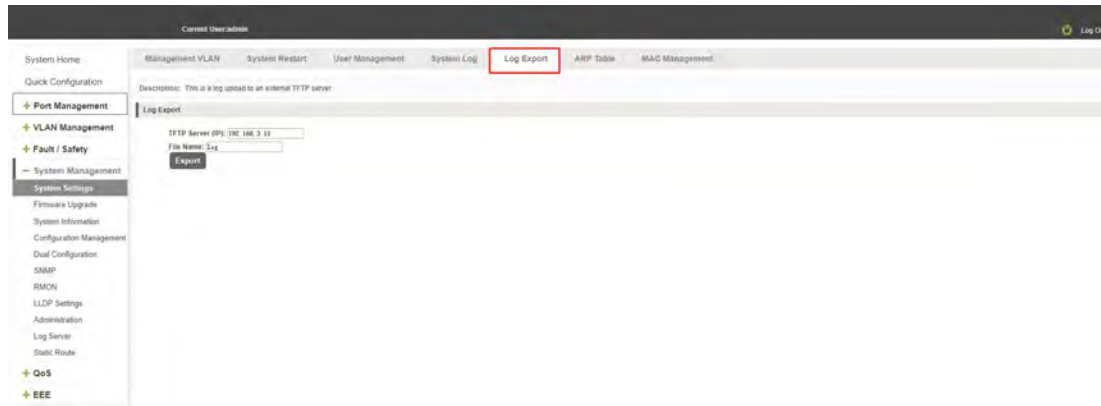 Current User:admin
Log O
System Home
Quick Configuration
+ Port Management
+ VLAN Management
+ Fault / Safety
− System Management
System Settings
Firmware Upgrade
System Information
Configuration Management
Dual Configuration
SNMP
RMON
LLDP Settings
Administration
Log Server
Static Route
+ QoS
+ EEE
Management VLAN System Restart User Management System Log Log Export ARP Table MAC Management
Description: This is a log upload to an external TFTP server.
Log Export
TFTP Server (IP): 192.168.3.11
File Name: log
Export